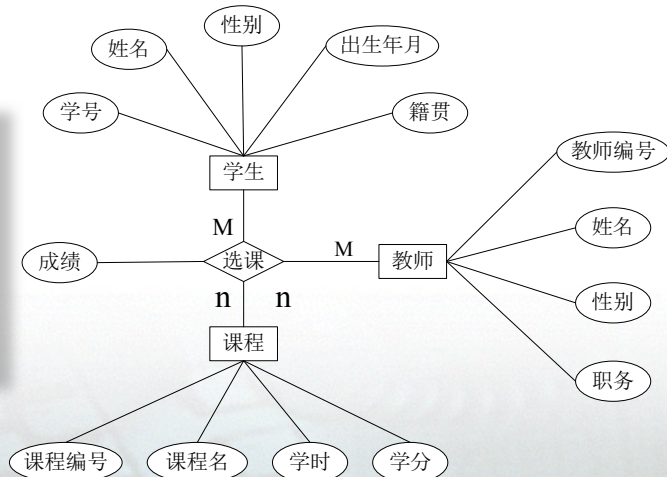 性别
姓名
出生年月
学号
籍贯
学生
教师编号
姓名
M
成绩
选课
M
教师
n
n
性别
课程
职务
课程编号
课程名
学时
学分